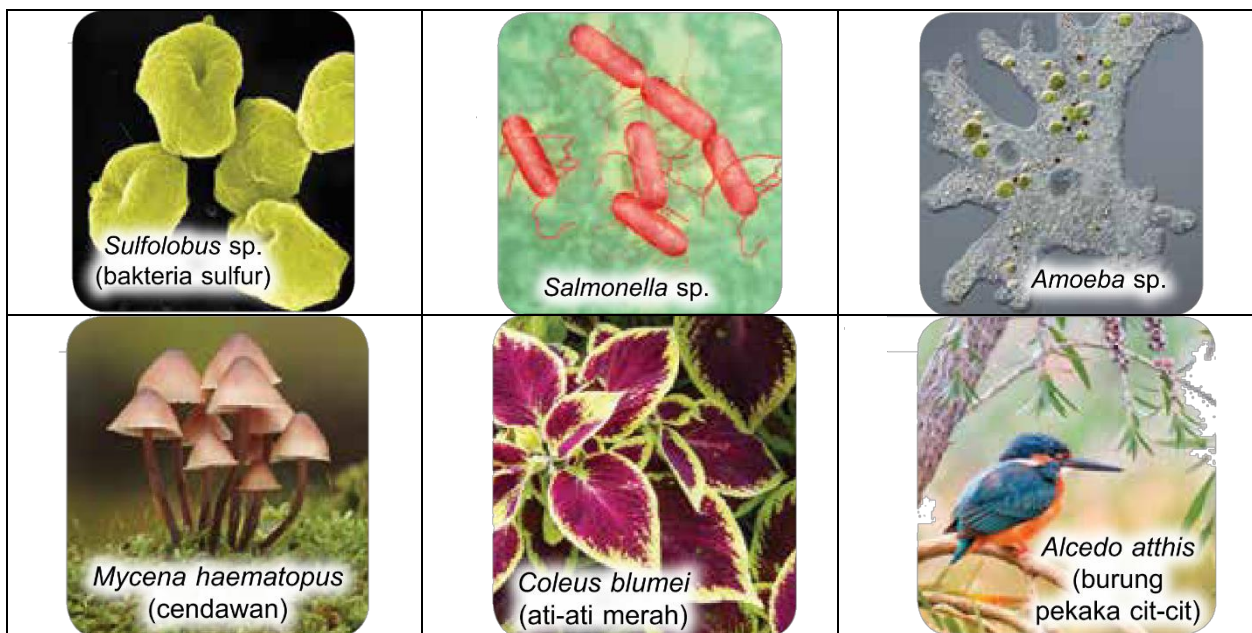 Sulfolobus sp.
(bakteria sulfur)
Salmonella sp.
Amoeba sp.
Mycena haematopus
(cendawan)
Coleus blumei
(ati-ati merah)
Alcedo atthis
(burung
pekaka cit-cit)